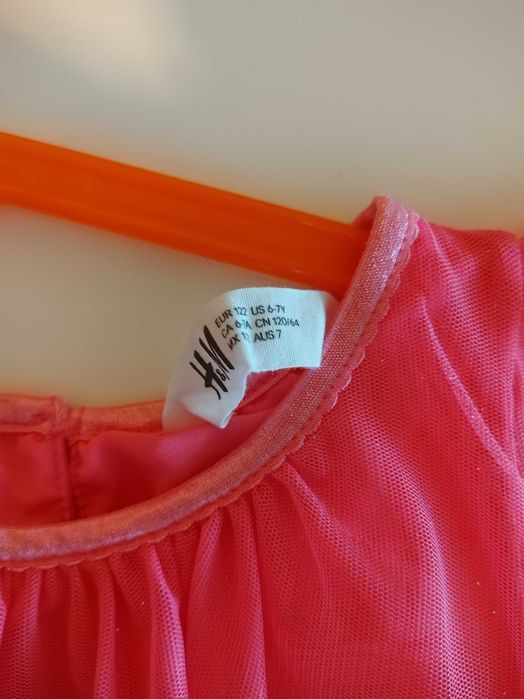 H&M
EUR 122 US 6-7Y
CA 6-7A CN 120/64
AUS 7